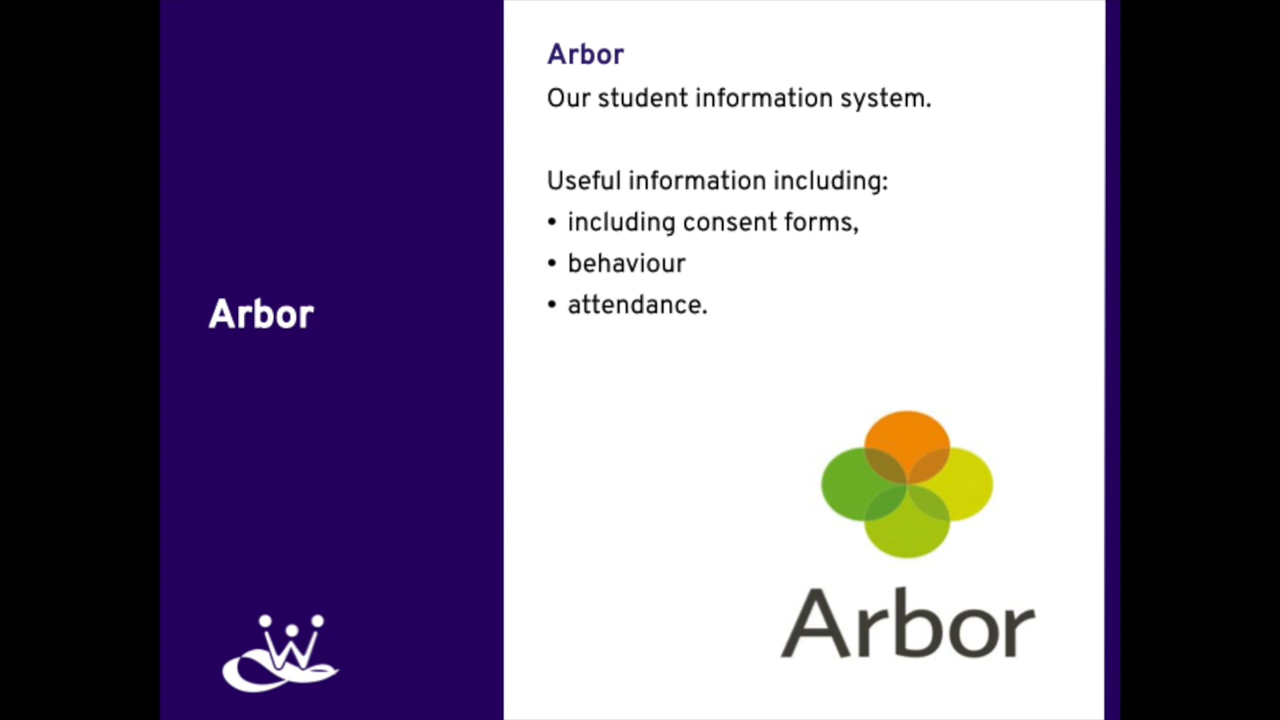 Arbor
Arbor
Our student information system.
Useful information including:
• including consent forms,
• behaviour
• attendance.
Arbor
W